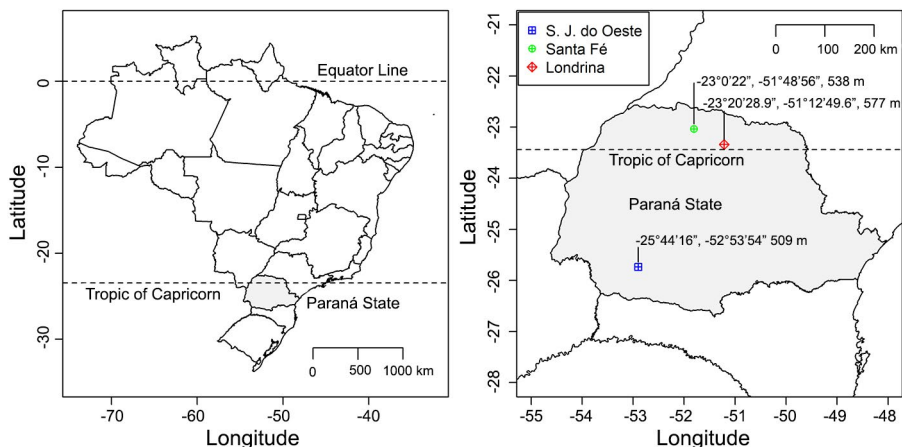 Equator Line
Tropic of Capricorn
Paraná State
0
500
1000 km
0
-10
-20
-30
Latitude
-70
-60
-50
-40
Longitude
S. J. do Oeste
Santa Fé
Londrina
0
100
200 km
-23°0'22”, -51°48'56”, 538 m
-23°20'28.9”, -51°12'49.6”, 577 m
Tropic of Capricorn
Paraná State
-25°44'16”, -52°53'54” 509 m
-21
-22
-23
-24
-25
-26
-27
-28
Latitude
-55
-54
-53
-52
-51
-50
-49
-48
Longitude